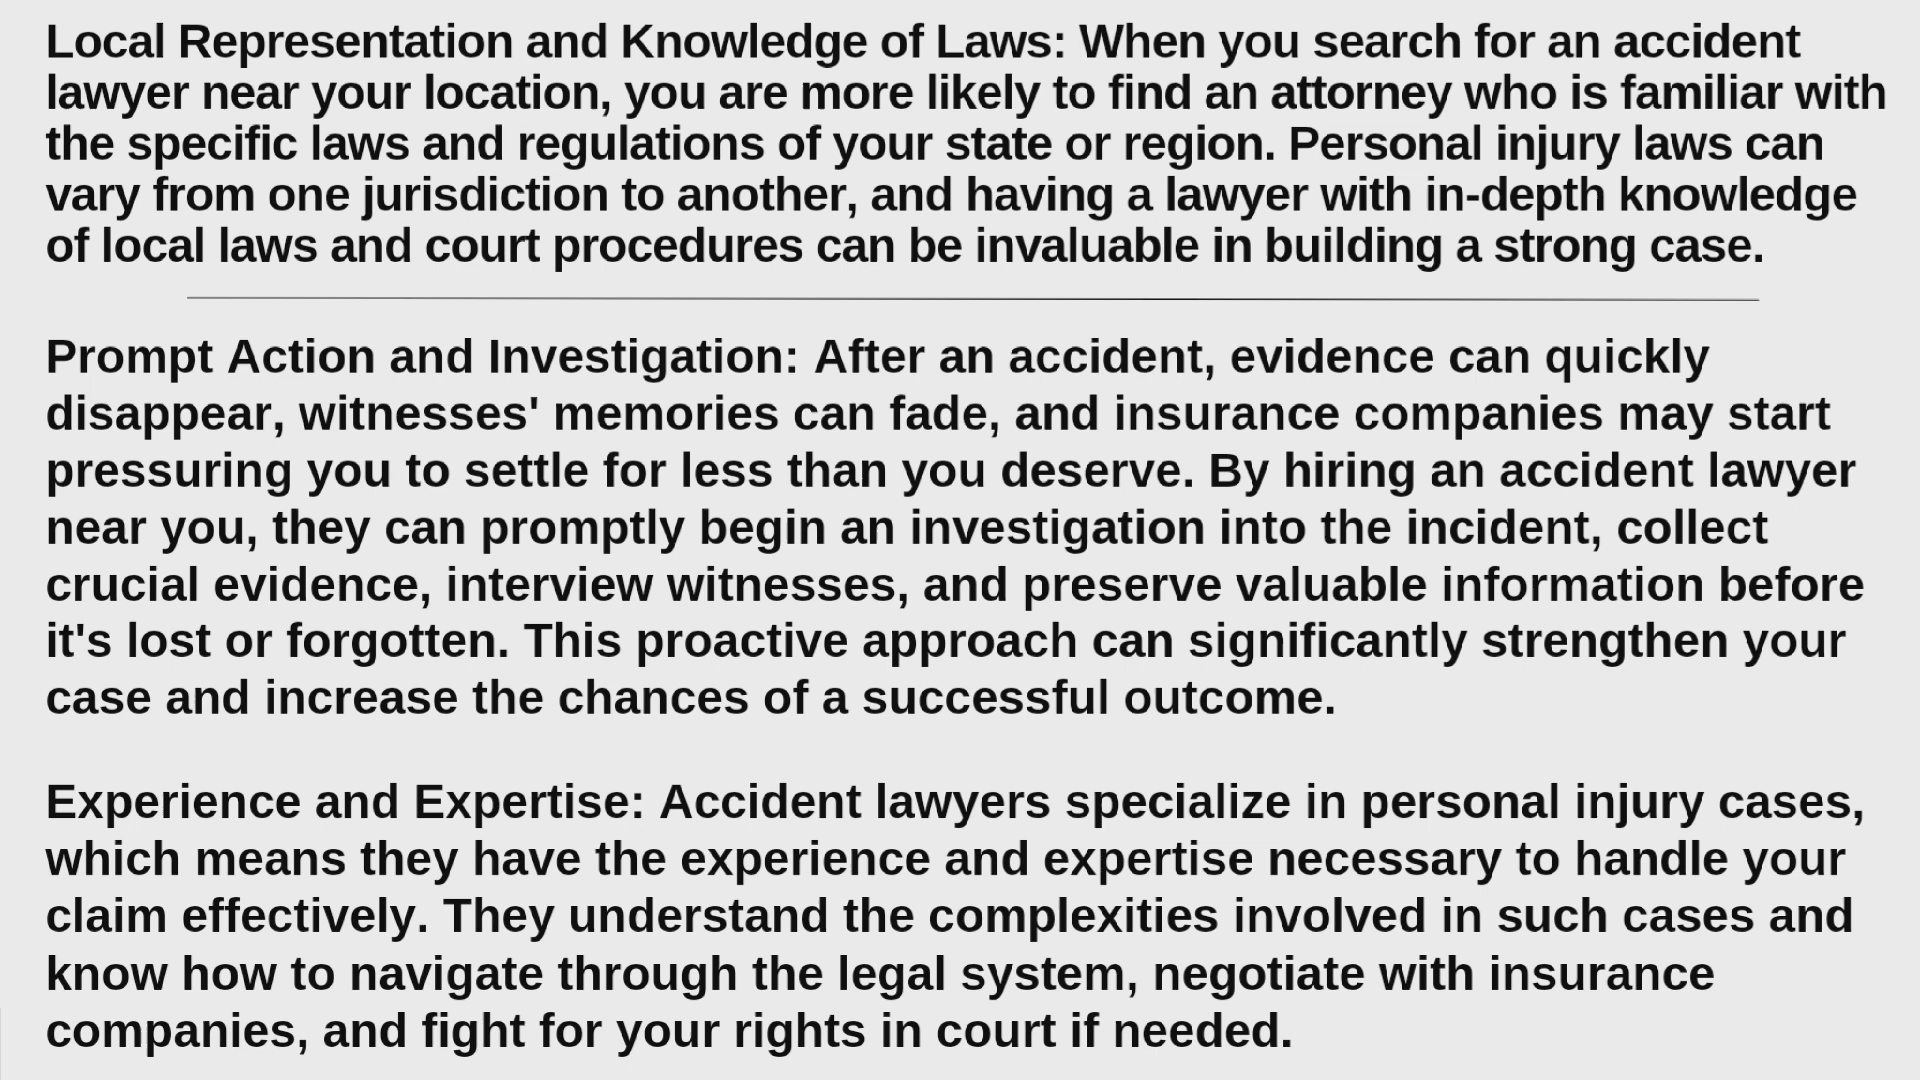 Local Representation and Knowledge of Laws: When you search for an accident
lawyer near your location, you are more likely to find an attorney who is familiar with
the specific laws and regulations of your state or region. Personal injury laws can
vary from one jurisdiction to another, and having a lawyer with in-depth knowledge
of local laws and court procedures can be invaluable in building a strong case.
Prompt Action and Investigation: After an accident, evidence can quickly
disappear, witnesses' memories can fade, and insurance companies may start
pressuring you to settle for less than you deserve. By hiring an accident lawyer
near you, they can promptly begin an investigation into the incident, collect
crucial evidence, interview witnesses, and preserve valuable information before
it's lost or forgotten. This proactive approach can significantly strengthen your
case and increase the chances of a successful outcome.
Experience and Expertise: Accident lawyers specialize in personal injury cases,
which means they have the experience and expertise necessary to handle your
claim effectively. They understand the complexities involved in such cases and
know how to navigate through the legal system, negotiate with insurance
companies, and fight for your rights in court if needed.